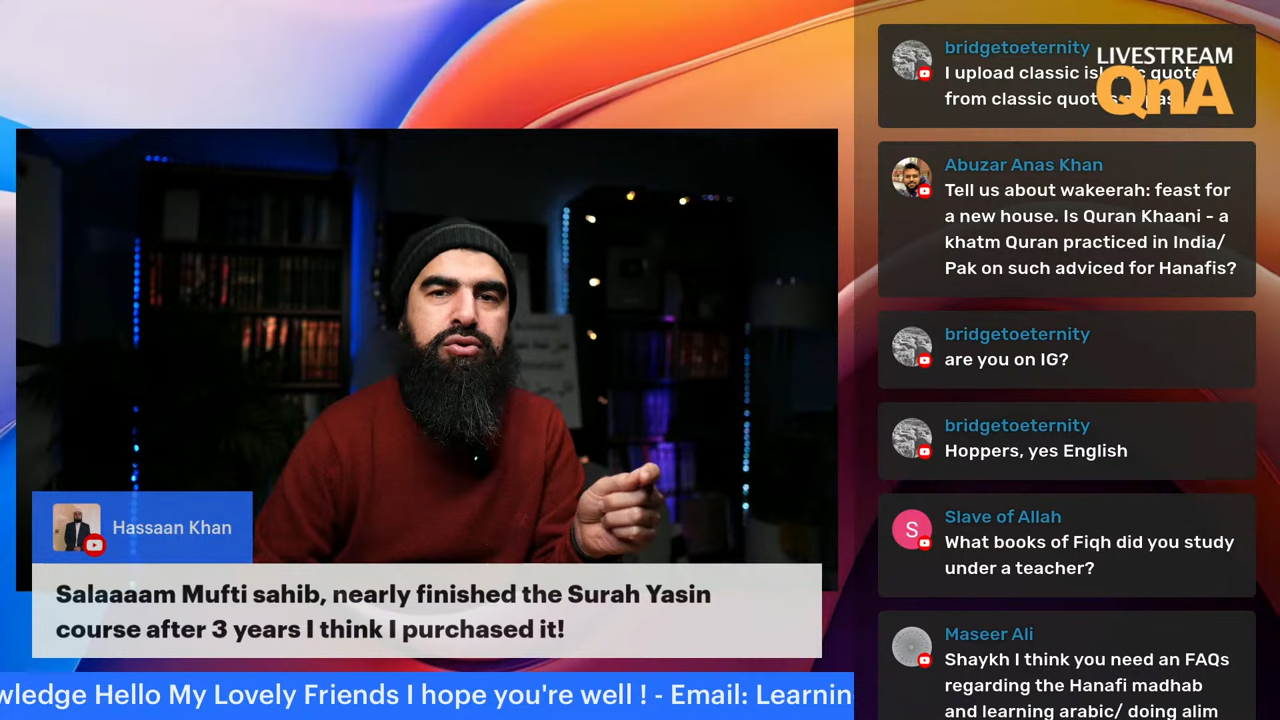 Hassaan Khan
Salaaaam Mufti sahib, nearly finished the Surah Yasin
course after 3 years I think I purchased it!
wledge Hello My Lovely Friends I hope you're well ! - Email: Learnin
LIVESTREAM
QnA
bridgetoeternity
I upload classic quote
from classic
Abuzar Anas Khan
Tell us about wakeerah: feast for
a new house. Is Quran Khaani - a
khatm Quran practiced in India/
Pak on such adviced for Hanafis?
bridgetoeternity
are you on IG?
bridgetoeternity
Hoppers, yes English
S
Slave of Allah
What books of Fiqh did you study
under a teacher?
Maseer Ali
Shaykh I think you need an FAQs
regarding the Hanafi madhab
and learning arabic/ doing alim